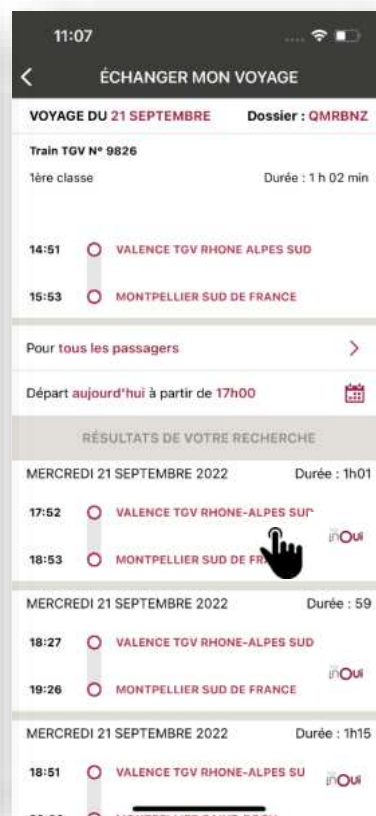 11:07
ÉCHANGER MON VOYAGE
VOYAGE DU 21 SEPTEMBRE Dossier : QMRBNZ
Train TGV N° 9826
1ère classe Durée : 1 h 02 min
14:51 VALENCE TGV RHONE ALPES SUD
15:53 MONTPELLIER SUD DE FRANCE
Pour tous les passagers
Départ aujourd'hui à partir de 17h00
RÉSULTATS DE VOTRE RECHERCHE
MERCREDI 21 SEPTEMBRE 2022 Durée : 1h01
17:52 VALENCE TGV RHONE-ALPES SUD
inOui
18:53 MONTPELLIER SUD DE
MERCREDI 21 SEPTEMBRE 2022 Durée : 59
18:27 VALENCE TGV RHONE-ALPES SUD
inOui
19:26 MONTPELLIER SUD DE FRANCE
MERCREDI 21 SEPTEMBRE 2022 Durée : 1h15
18:51 VALENCE TGV RHONE-ALPES SU
inOui